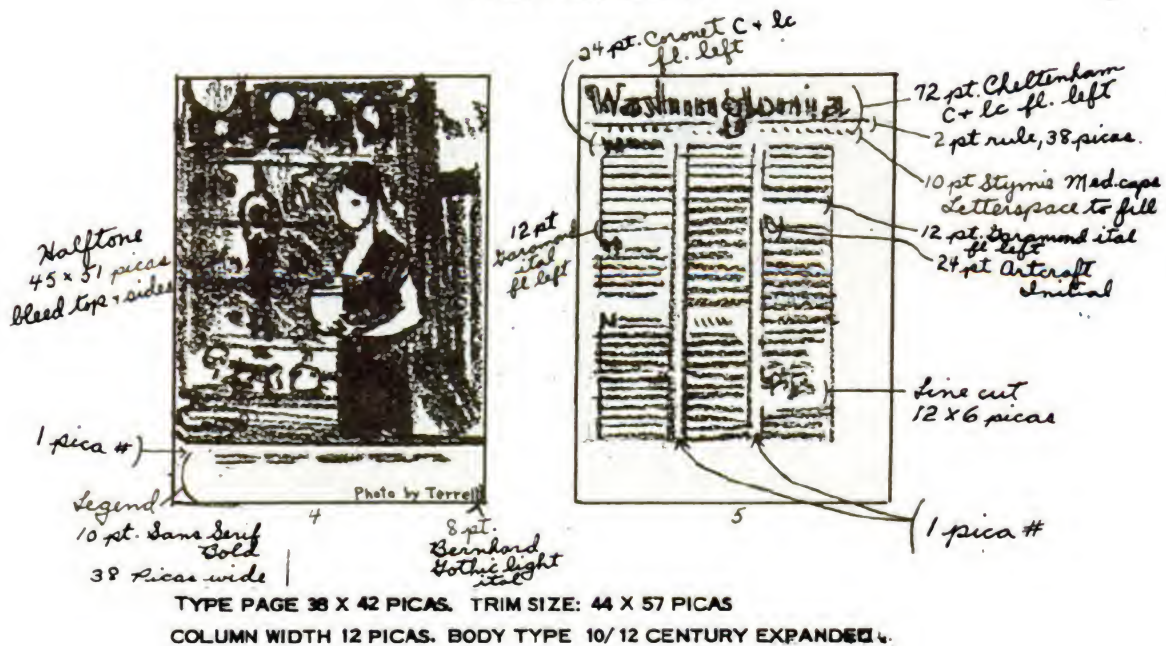 24 pt. Coronet C + lc
fl. left
72 pt. Cheltenham
C + lc fl. left
2 pt rule, 38 picas.
10 pt Stymie Med. caps
Letterspace to fill
12 pt. Garamond ital
fl left
24 pt Artcraft
Initial
12 pt
Garamond
ital
fl left
Halftone
45 x 51 picas
bleed top + sides
Line cut
12 x 6 picas
1 pica #
Legend
10 pt. Sans Serif
Bold
38 Picas wide
Photo by Terrell
8 pt.
Bernhard
Gothic light
ital
4
5
1 pica #
N
TYPE PAGE 38 X 42 PICAS. TRIM SIZE: 44 X 57 PICAS
COLUMN WIDTH 12 PICAS. BODY TYPE 10/12 CENTURY EXPANDED.